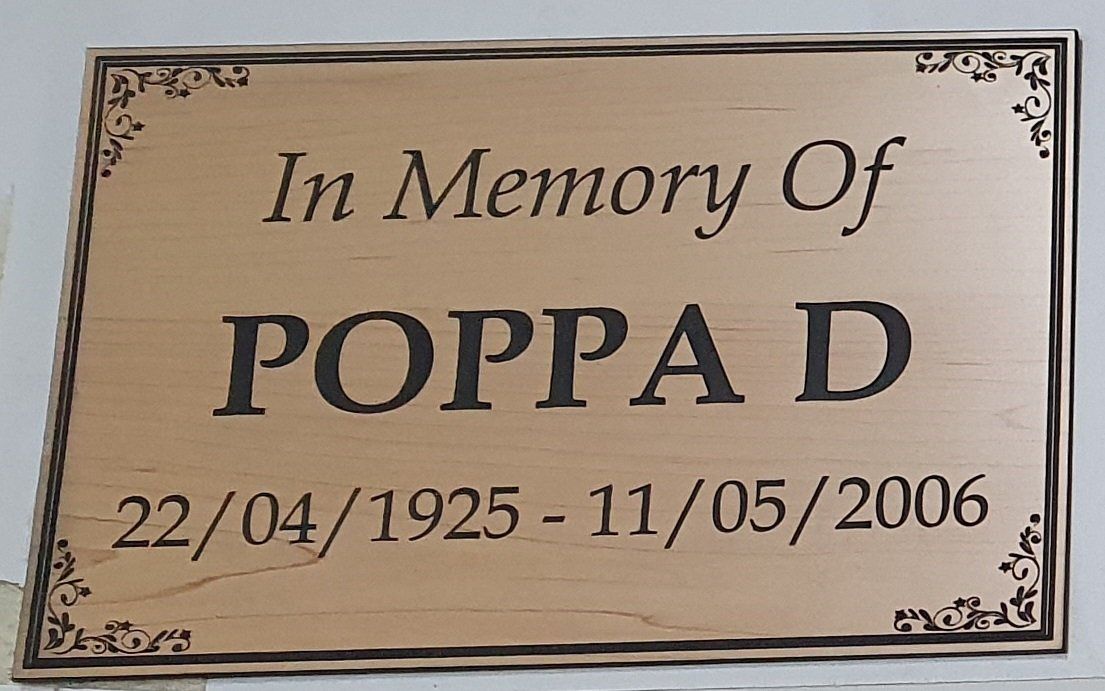 In Memory Of
POPPA D
22/04/1925 - 11/05/2006